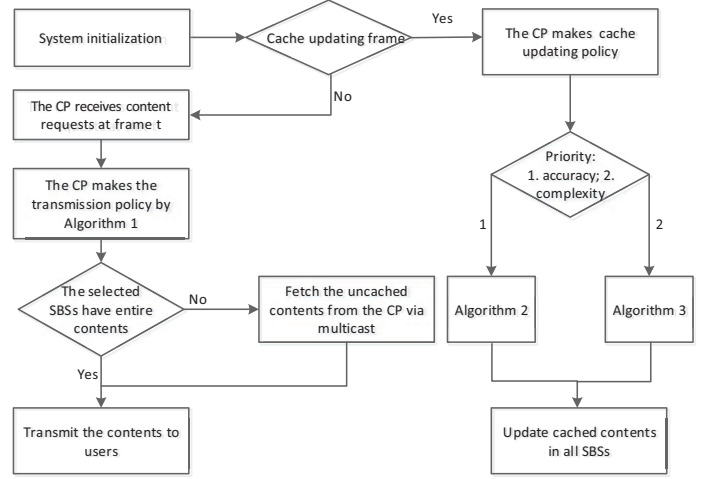 System initialization
Cache updating frame
Yes
The CP makes cache
updating policy
No
The CP receives content
requests at frame t
Priority:
1. accuracy; 2.
complexity
The CP makes the
transmission policy by
Algorithm 1
1
2
The selected
SBSs have entire
contents
No
Fetch the uncached
contents from the CP via
multicast
Algorithm 2
Algorithm 3
Yes
Transmit the contents to
users
Update cached contents
in all SBSs